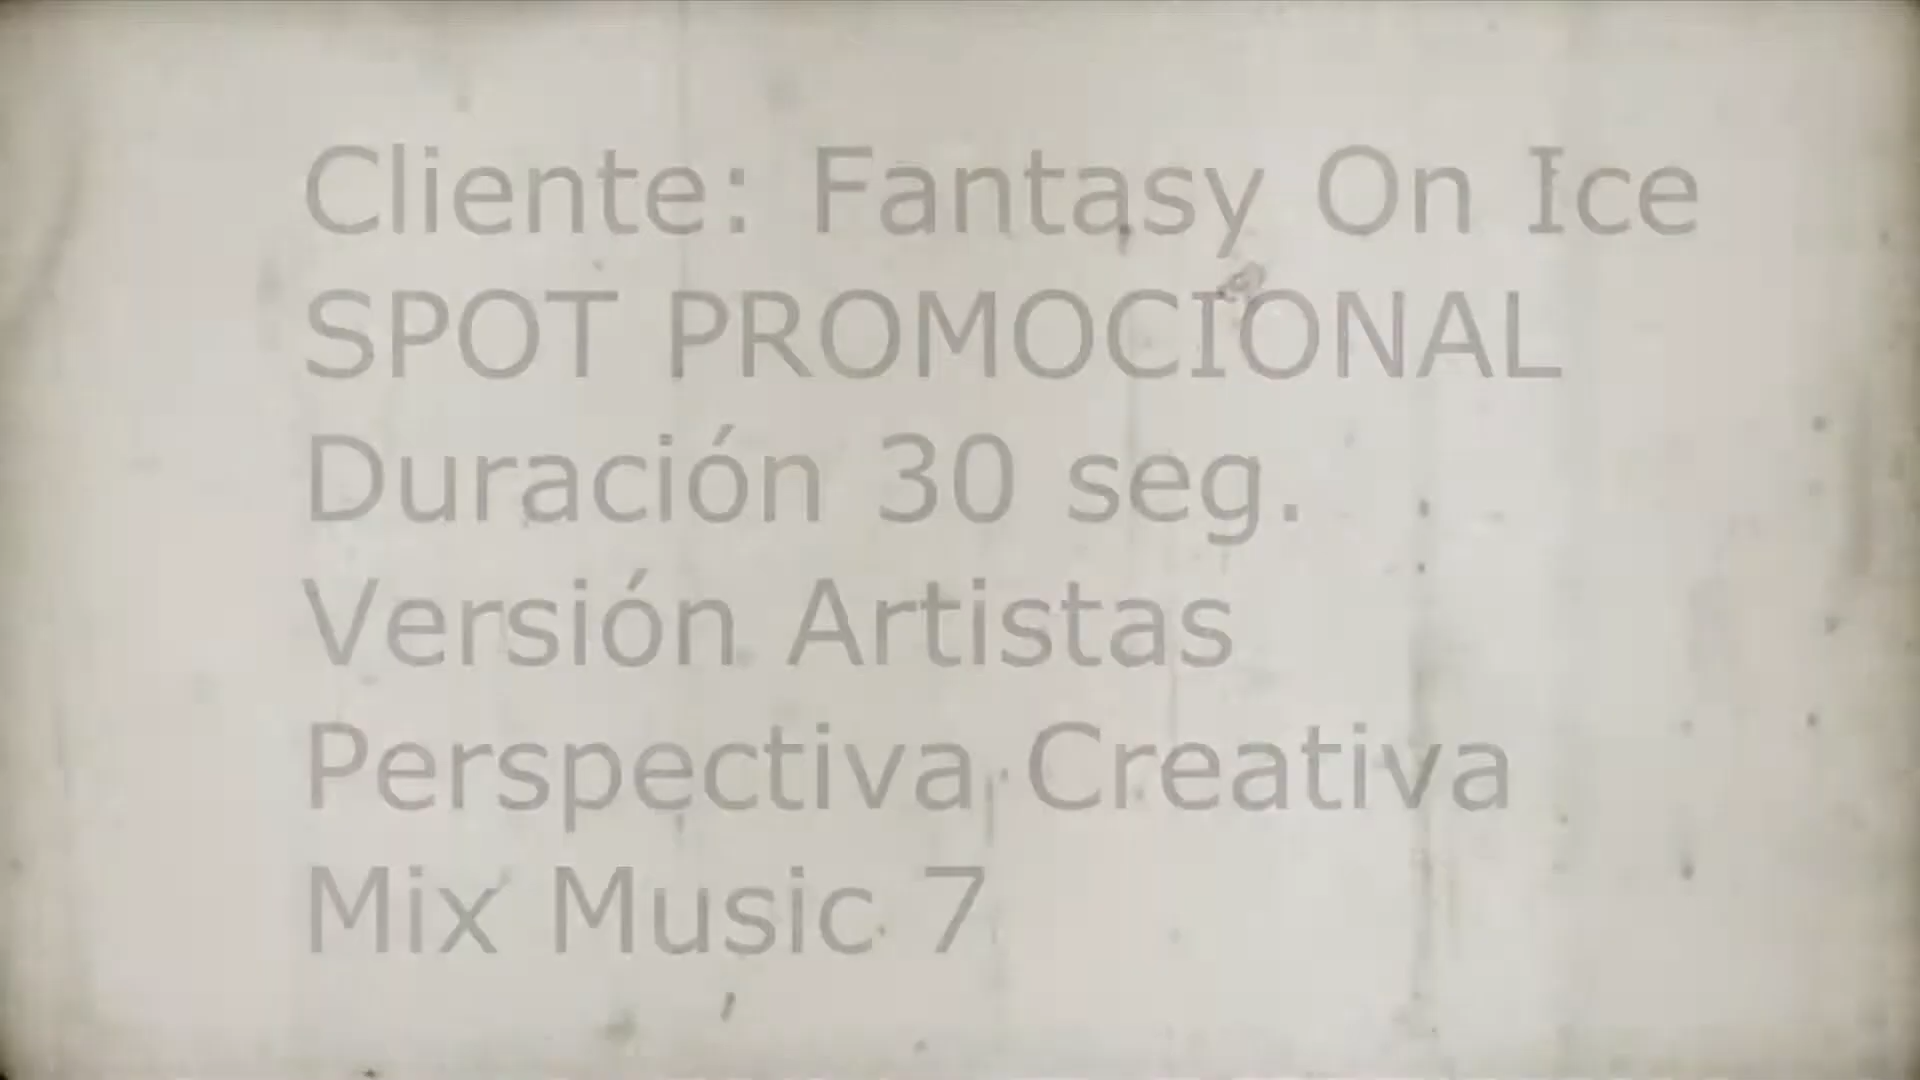 Cliente: Fantasy On Ice
SPOT PROMOCIONAL
Duración 30 seg.
Versión Artistas
Perspectiva Creativa
Mix Music 7